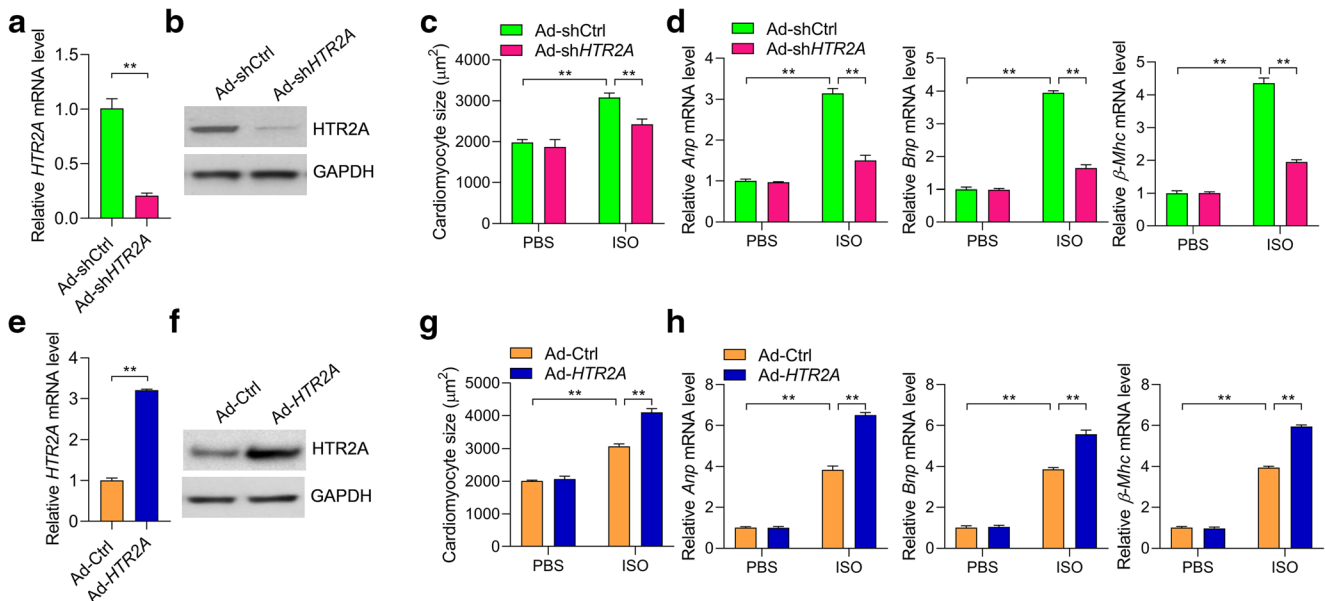 a
Relative HTR2A mRNA level
1.5
1.0
0.5
0.0
**
Ad-shCtrl
Ad-shHTR2A
b
Ad-shCtrl
Ad-shHTR2A
HTR2A
GAPDH
c
Ad-shCtrl
Ad-shHTR2A
Cardiomyocyte size (μm²)
5000
4000
3000
2000
1000
0
**
**
PBS
ISO
d
Ad-shCtrl
Ad-shHTR2A
Relative Anp mRNA level
4
3
2
1
0
**
**
PBS
ISO
Relative Bnp mRNA level
5
4
3
2
1
0
**
**
PBS
ISO
Relative β-Mhc mRNA level
5
4
3
2
1
0
**
**
PBS
ISO
e
Relative HTR2A mRNA level
4
3
2
1
0
**
Ad-Ctrl
Ad-HTR2A
f
Ad-Ctrl
Ad-HTR2A
HTR2A
GAPDH
g
Ad-Ctrl
Ad-HTR2A
Cardiomyocyte size (μm²)
5000
4000
3000
2000
1000
0
**
**
PBS
ISO
h
Ad-Ctrl
Ad-HTR2A
Relative Anp mRNA level
8
6
4
2
0
**
**
PBS
ISO
Relative Bnp mRNA level
8
6
4
2
0
**
**
PBS
ISO
Relative β-Mhc mRNA level
8
6
4
2
0
**
**
PBS
ISO